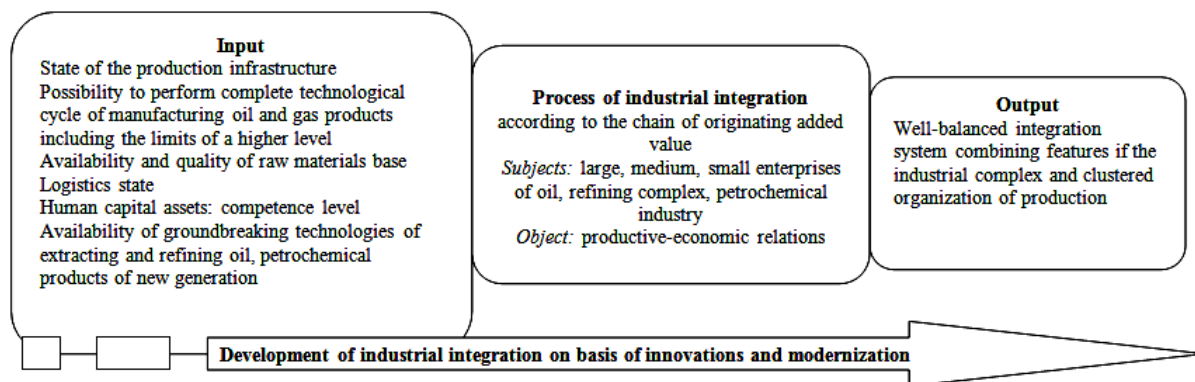 Input
State of the production infrastructure
Possibility to perform complete technological
cycle of manufacturing oil and gas products
including the limits of a higher level
Availability and quality of raw materials base
Logistics state
Human capital assets: competence level
Availability of groundbreaking technologies of
extracting and refining oil, petrochemical
products of new generation
Process of industrial integration
according to the chain of originating added
value
Subjects: large, medium, small enterprises
of oil, refining complex, petrochemical
industry
Object: productive-economic relations
Output
Well-balanced integration
system combining features if the
industrial complex and clustered
organization of production
Development of industrial integration on basis of innovations and modernization